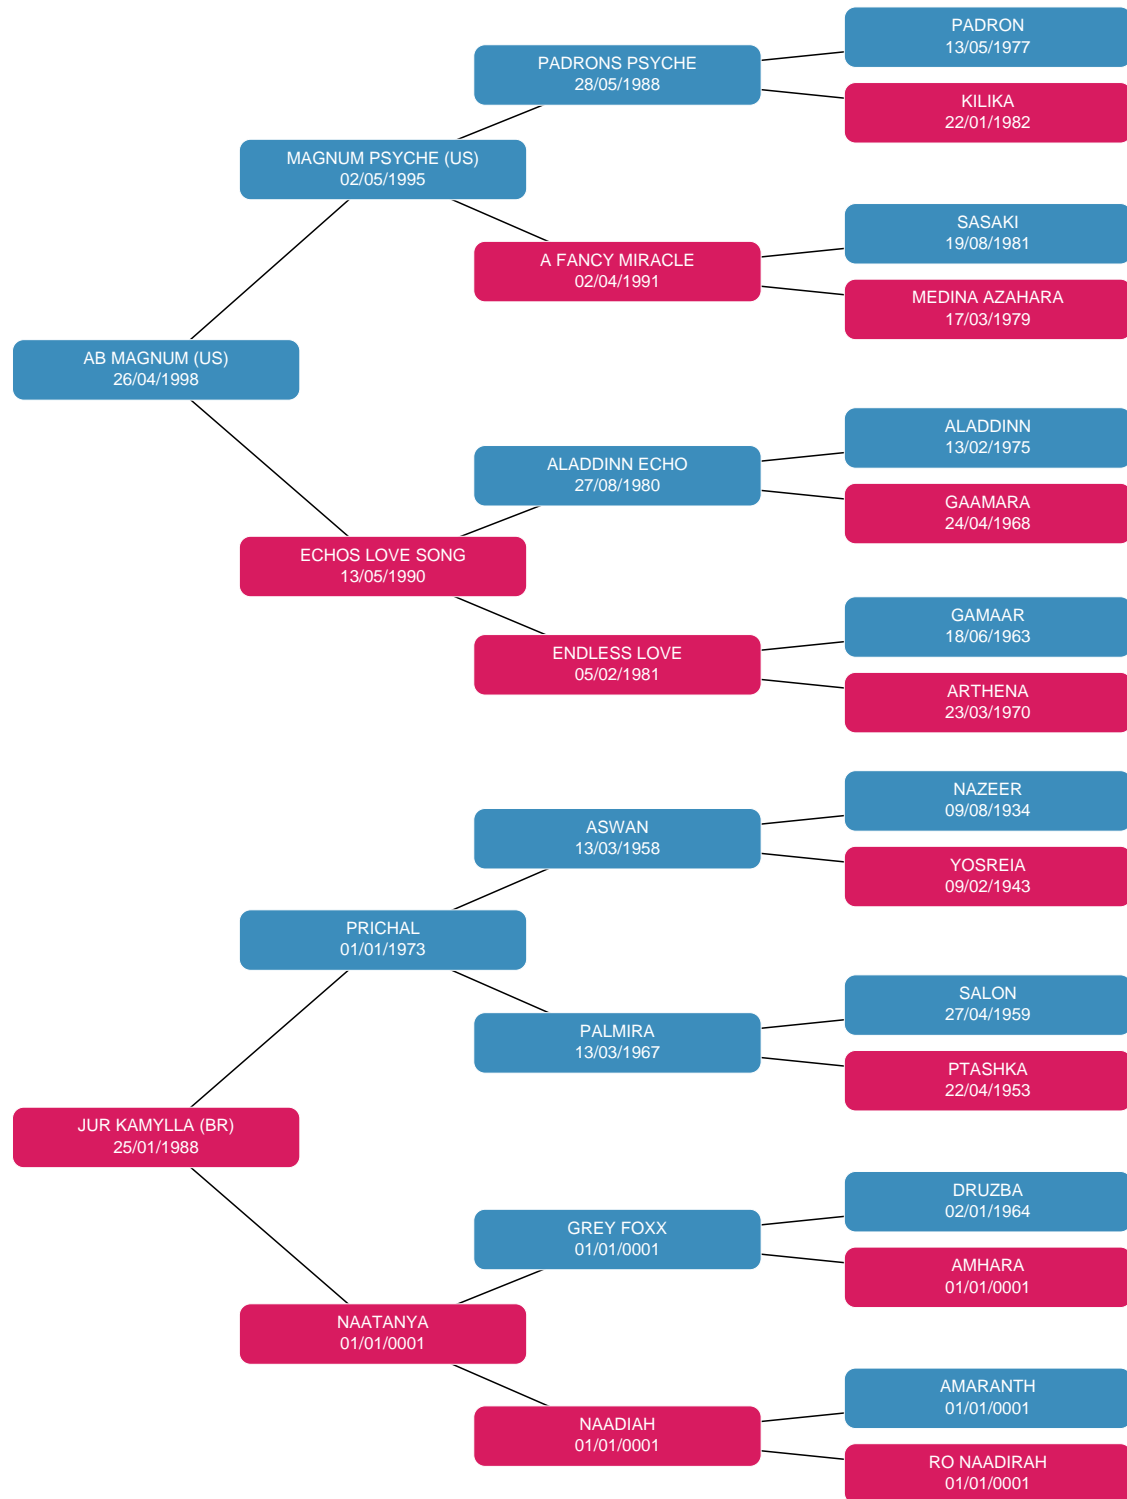 PADRON
13/05/1977
PADRONS PSYCHE
28/05/1988
KILIKA
22/01/1982
MAGNUM PSYCHE (US)
02/05/1995
SASAKI
19/08/1981
A FANCY MIRACLE
02/04/1991
MEDINA AZAHARA
17/03/1979
AB MAGNUM (US)
26/04/1998
ALADDINN
13/02/1975
ALADDINN ECHO
27/08/1980
GAAMARA
24/04/1968
ECHOS LOVE SONG
13/05/1990
GAMAAR
18/06/1963
ENDLESS LOVE
05/02/1981
ARTHENA
23/03/1970
NAZEER
09/08/1934
ASWAN
13/03/1958
YOSREIA
09/02/1943
PRICHAL
01/01/1973
SALON
27/04/1959
PALMIRA
13/03/1967
PTASHKA
22/04/1953
JUR KAMYLLA (BR)
25/01/1988
DRUZBA
02/01/1964
GREY FOXX
01/01/0001
AMHARA
01/01/0001
NAATANYA
01/01/0001
AMARANTH
01/01/0001
NAADIAH
01/01/0001
RO NAADIRAH
01/01/0001